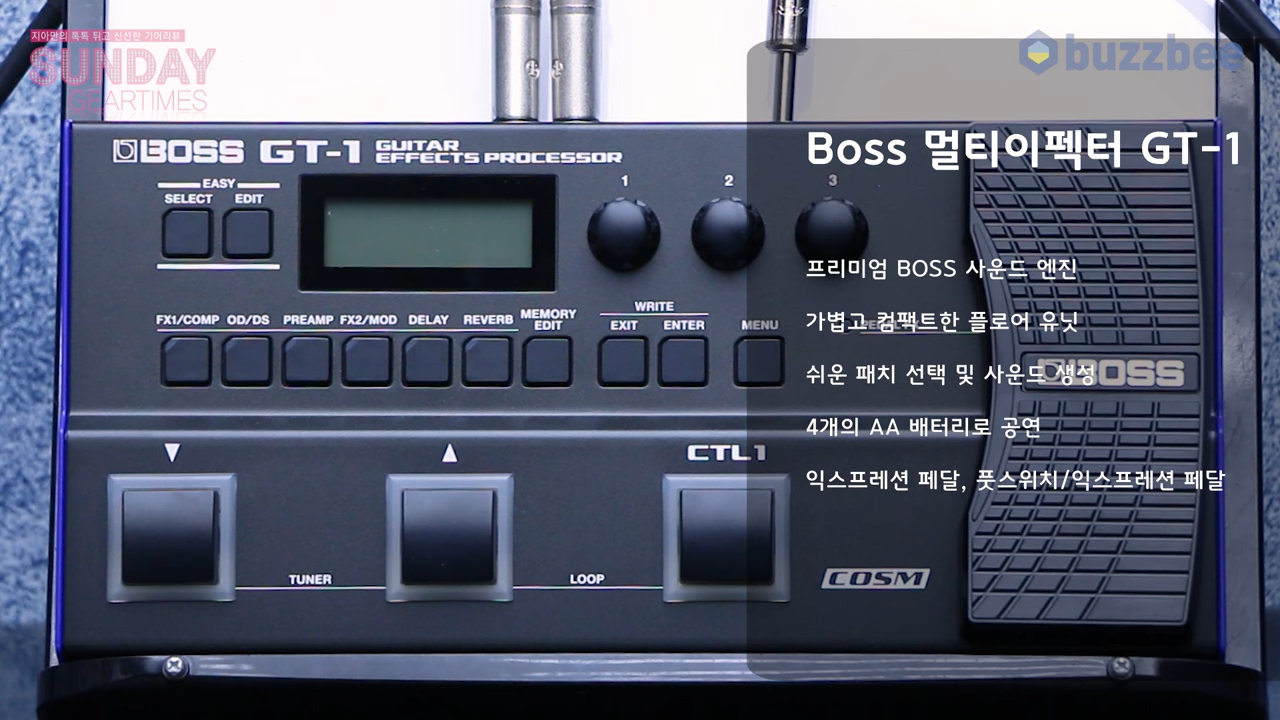 지아말의 톡톡 튀고 신선한 기어리뷰
SUNDAY
GEARTIMES
buzzbee
BOSS GT-1 GUITAR EFFECTS PROCESSOR
EASY
SELECT EDIT
1 2 3
Boss 멀티이펙터 GT-1
프리미엄 BOSS 사운드 엔진
가볍고 컴팩트한 플로어 유닛
쉬운 패치 선택 및 사운드 생성
4개의 AA 배터리로 공연
익스프레션 페달, 풋스위치/익스프레션 페달
FX1/COMP OD/DS PREAMP FX2/MOD DELAY REVERB MEMORY EDIT
WRITE
EXIT ENTER
MENU
BOSS
▼ ▲ CTL1
TUNER LOOP
COSM